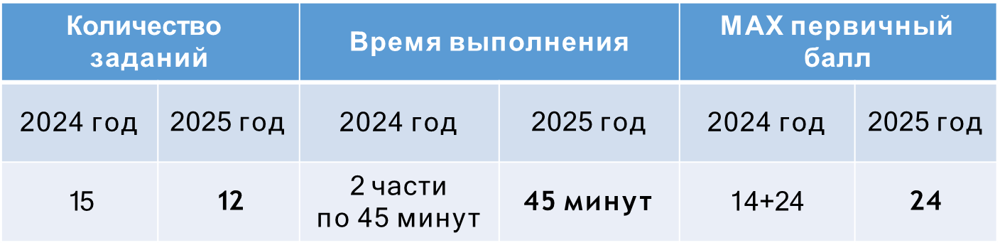 Количество
заданий
Время выполнения
MAX первичный
балл
2024 год
2025 год
2024 год
2025 год
2024 год
2025 год
15
12
2 части
по 45 минут
45 минут
14+24
24